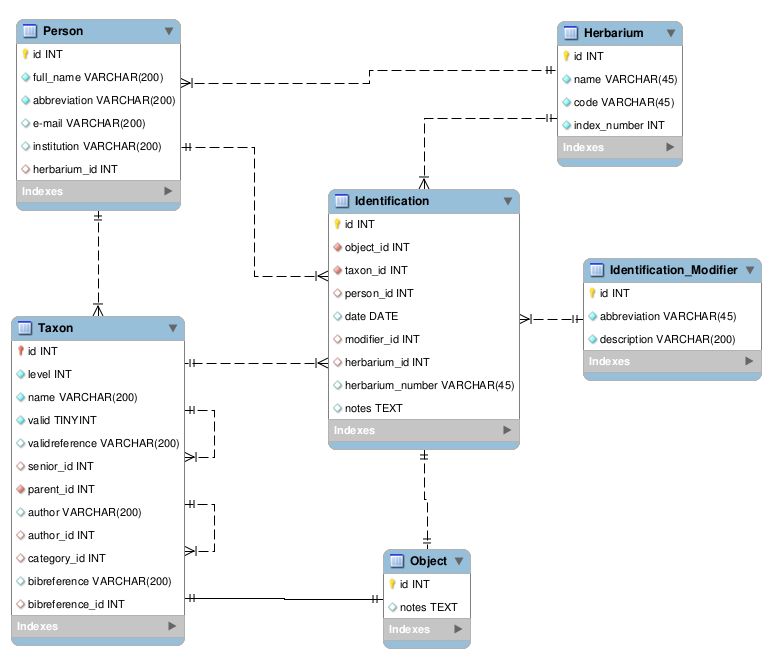 Person
id INT
full_name VARCHAR(200)
abbreviation VARCHAR(200)
e-mail VARCHAR(200)
institution VARCHAR(200)
herbarium_id INT
Indexes
Herbarium
id INT
name VARCHAR(45)
code VARCHAR(45)
index_number INT
Indexes
Identification
id INT
object_id INT
taxon_id INT
person_id INT
date DATE
modifier_id INT
herbarium_id INT
herbarium_number VARCHAR(45)
notes TEXT
Indexes
Identification_Modifier
id INT
abbreviation VARCHAR(45)
description VARCHAR(200)
Indexes
Taxon
id INT
level INT
name VARCHAR(200)
valid TINYINT
validreference VARCHAR(200)
senior_id INT
parent_id INT
author VARCHAR(200)
author_id INT
category_id INT
bibreference VARCHAR(200)
bibreference_id INT
Indexes
Object
id INT
notes TEXT
Indexes